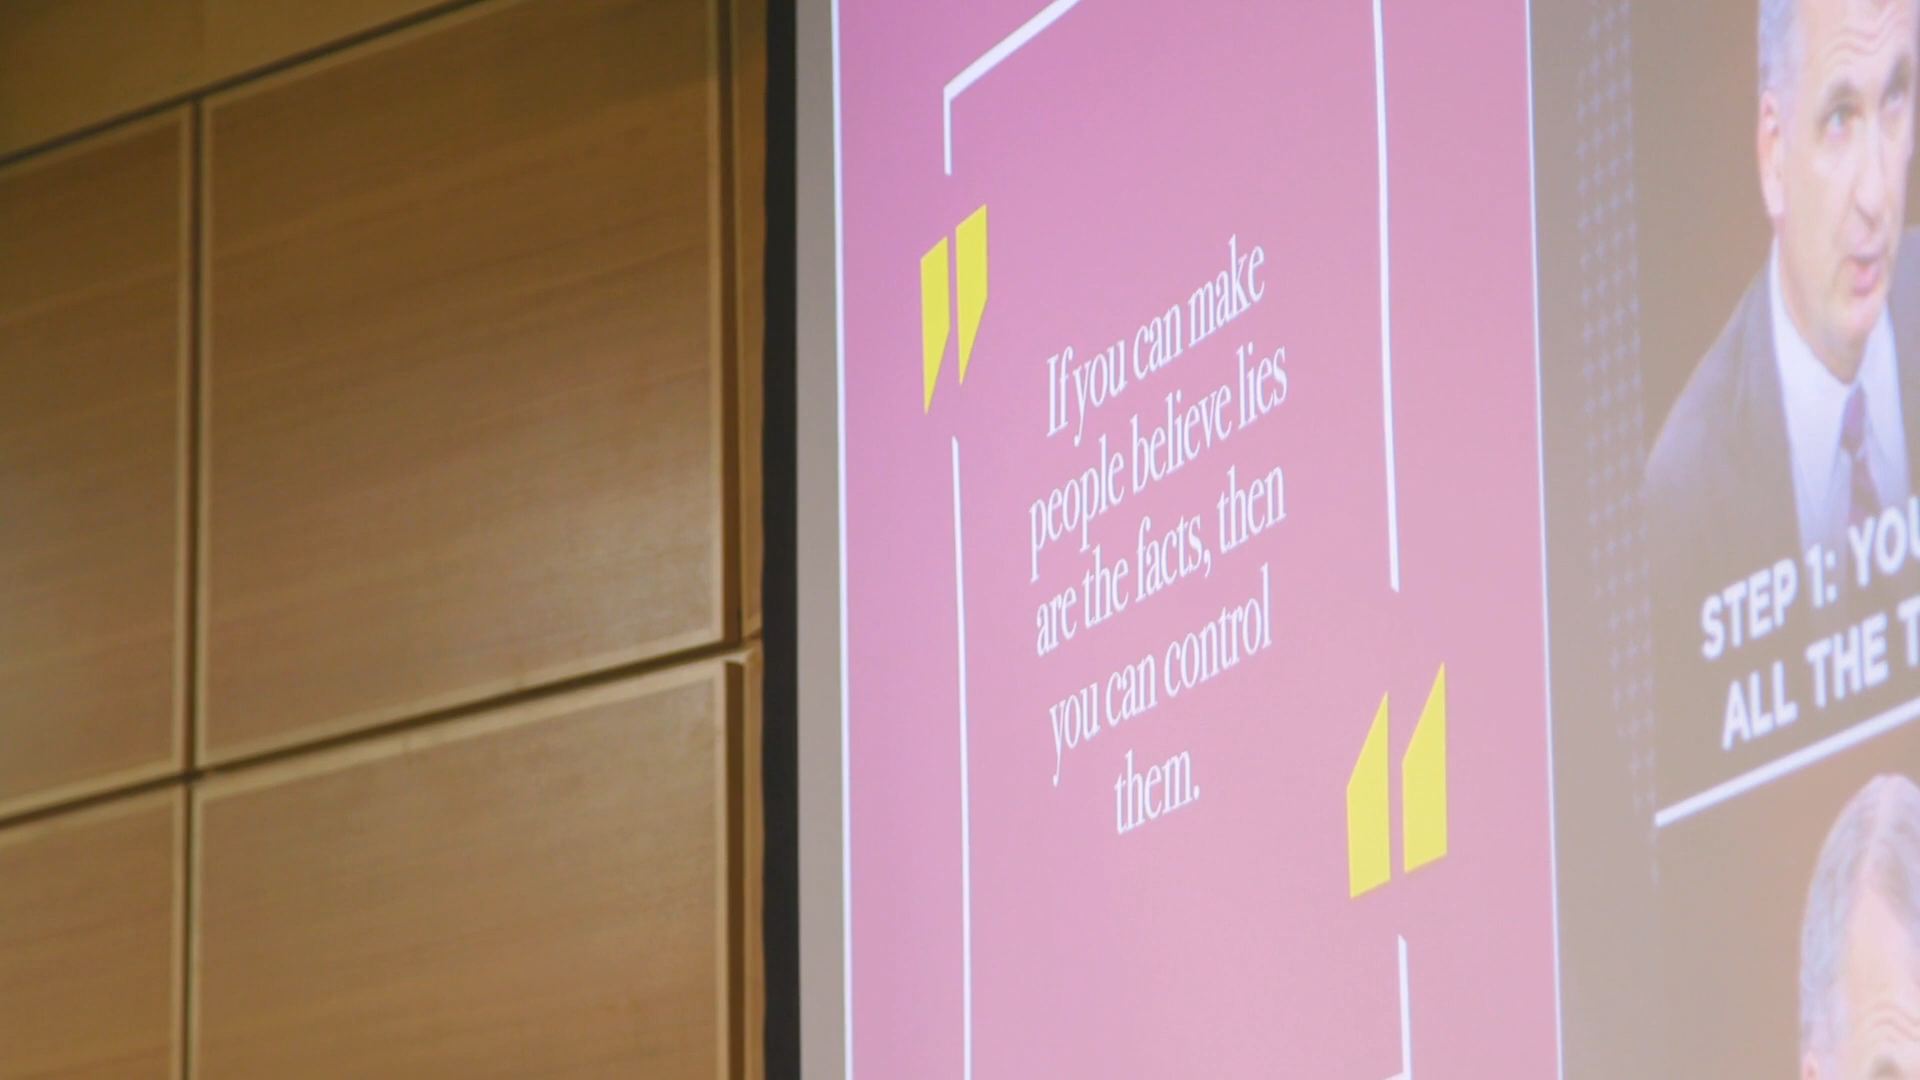 If you can make
people believe lies
are the facts, then
you can control
them.
STEP 1: YOU
ALL THE T